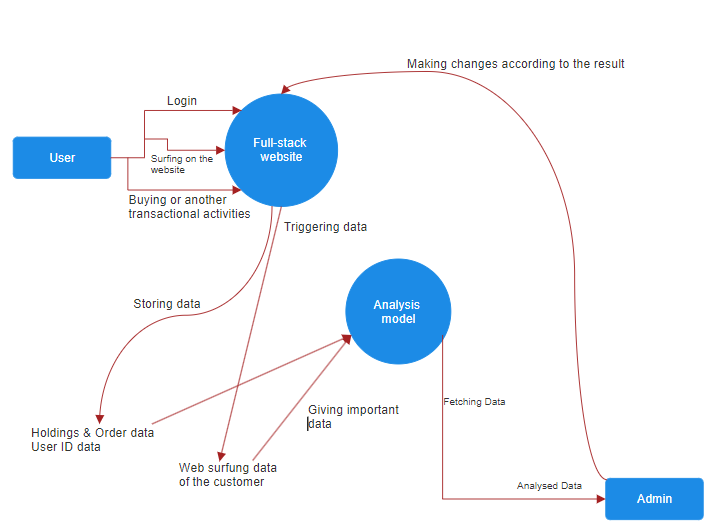 Making changes according to the result
Login
Full-stack
website
User
Surfing on the
website
Buying or another
transactional activities
Triggering data
Storing data
Analysis
model
Fetching Data
Giving important
data
Holdings & Order data
User ID data
Web surfung data
of the customer
Analysed Data
Admin